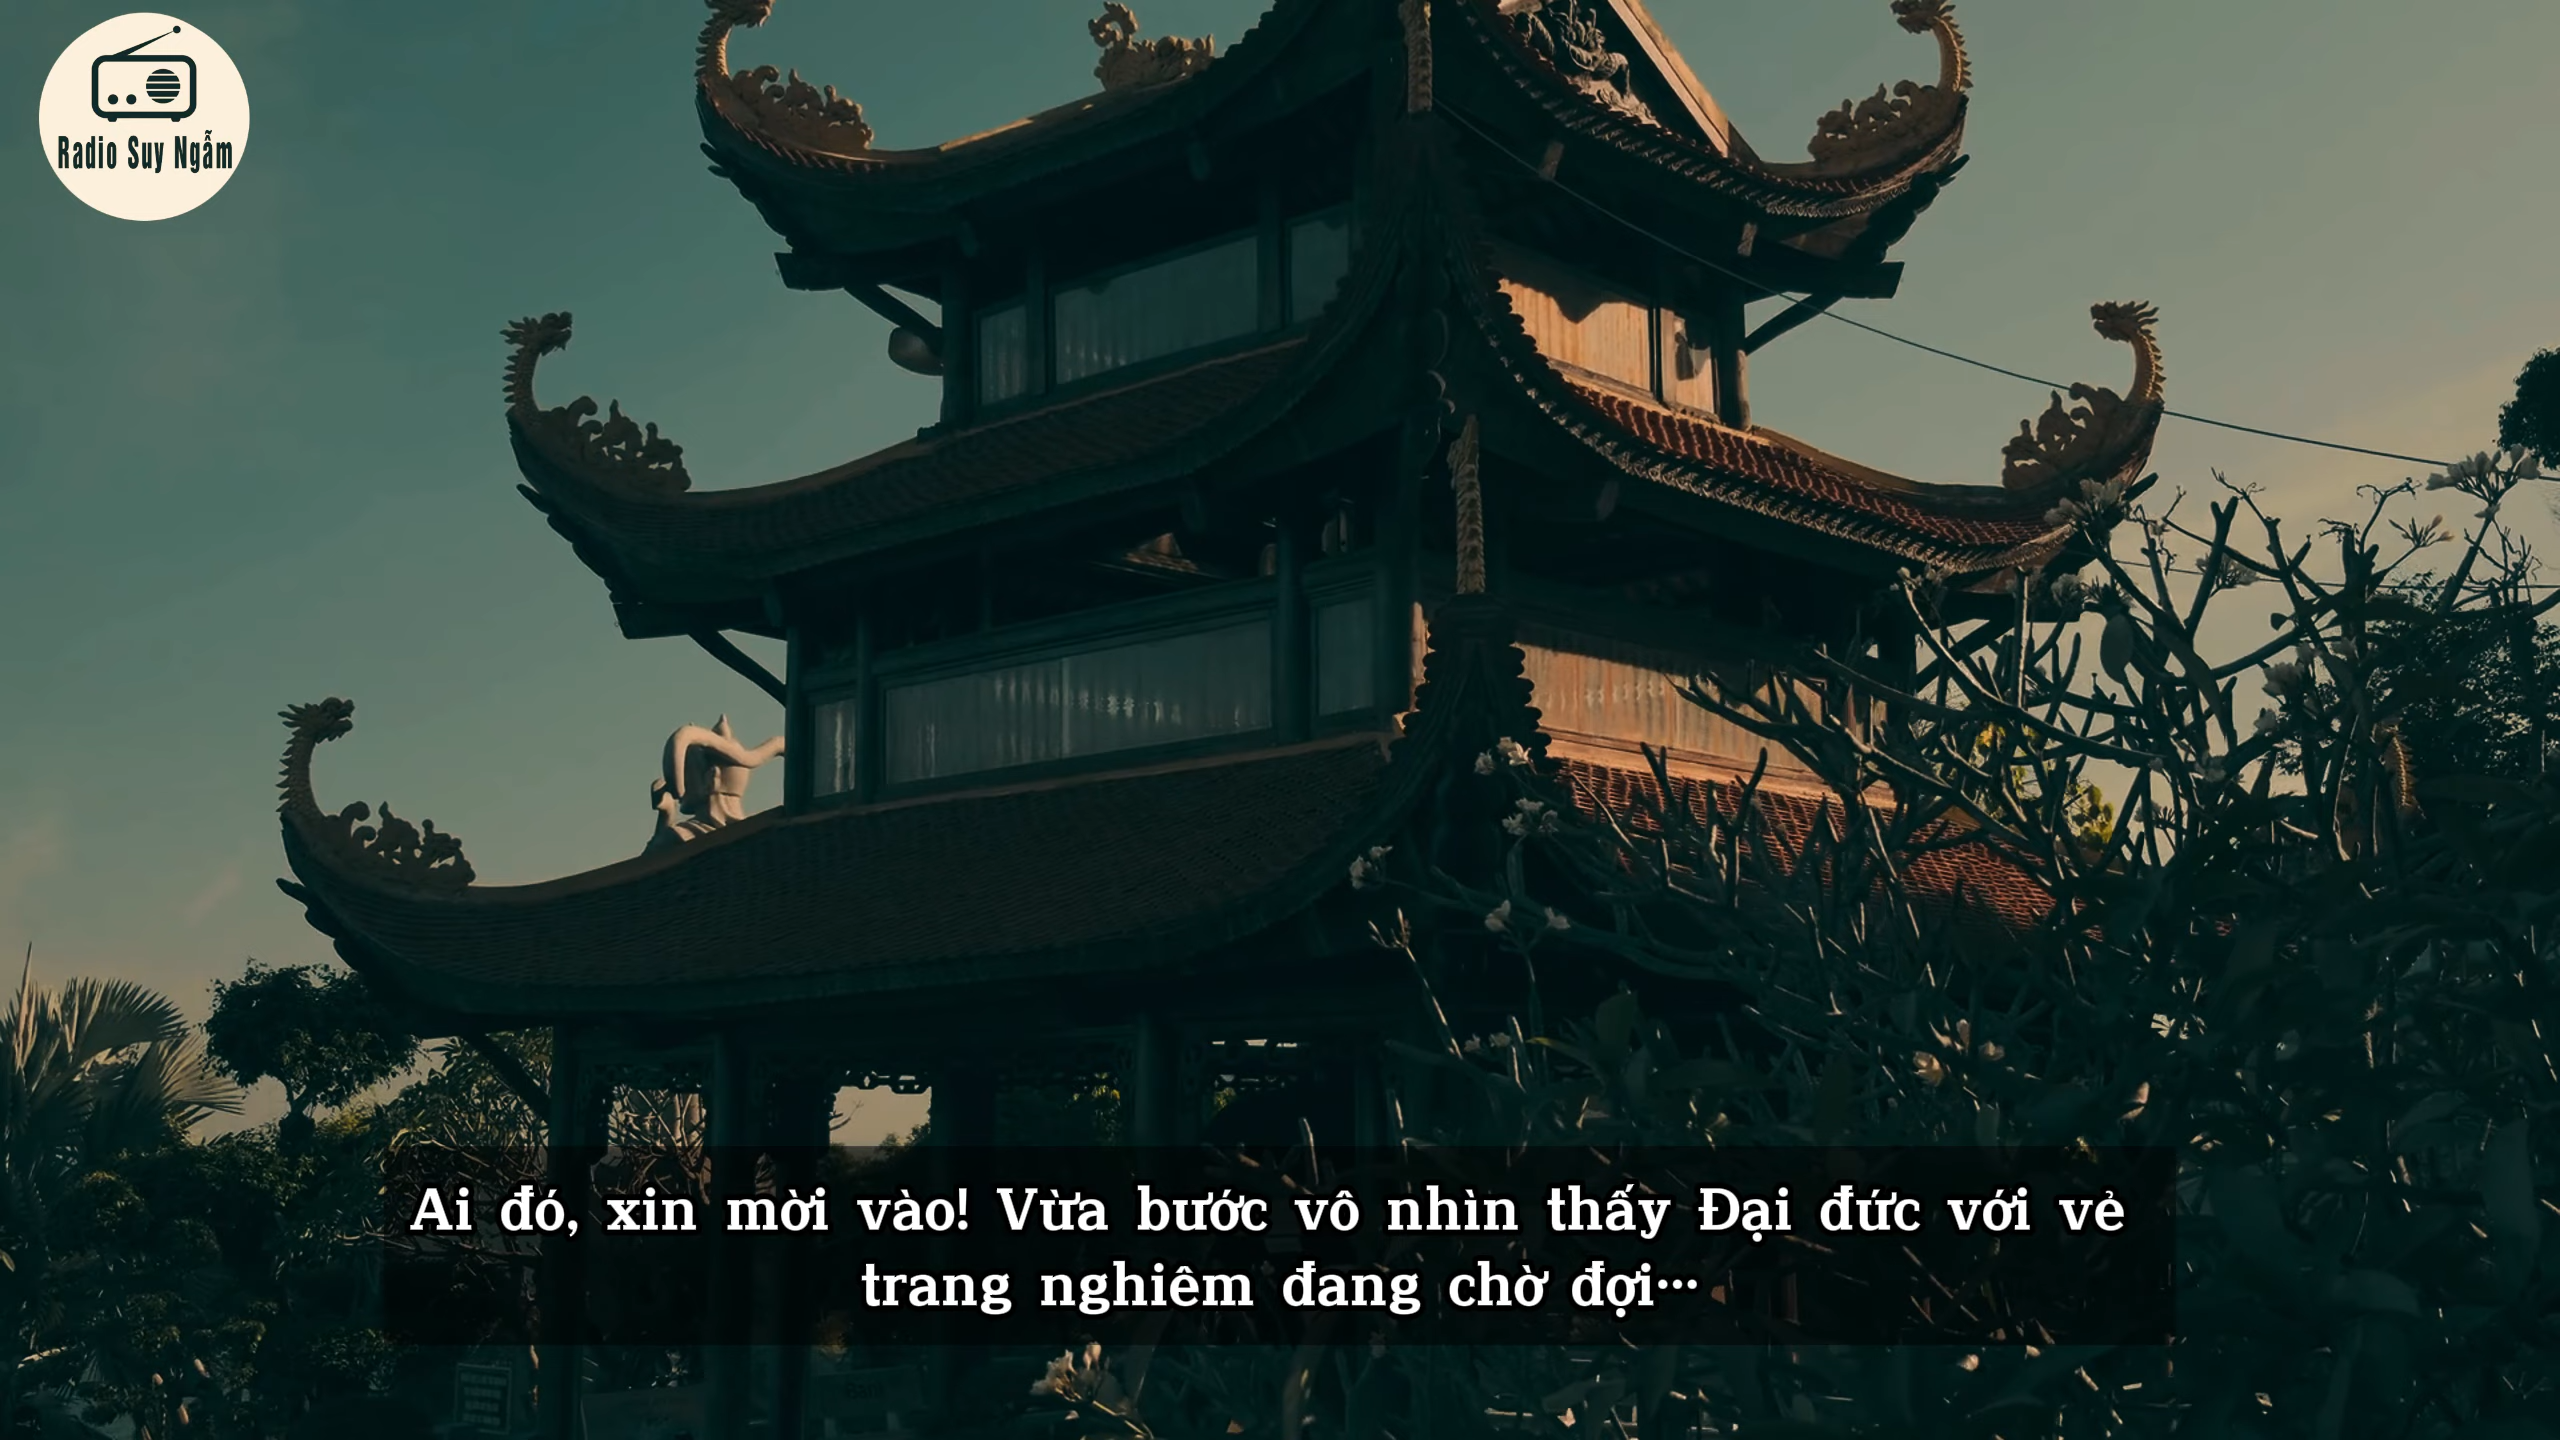 Radio Suy Ngẫm
Ai đó, xin mời vào! Vừa bước vô nhìn thấy Đại đức với vẻ
trang nghiêm đang chờ đợi...